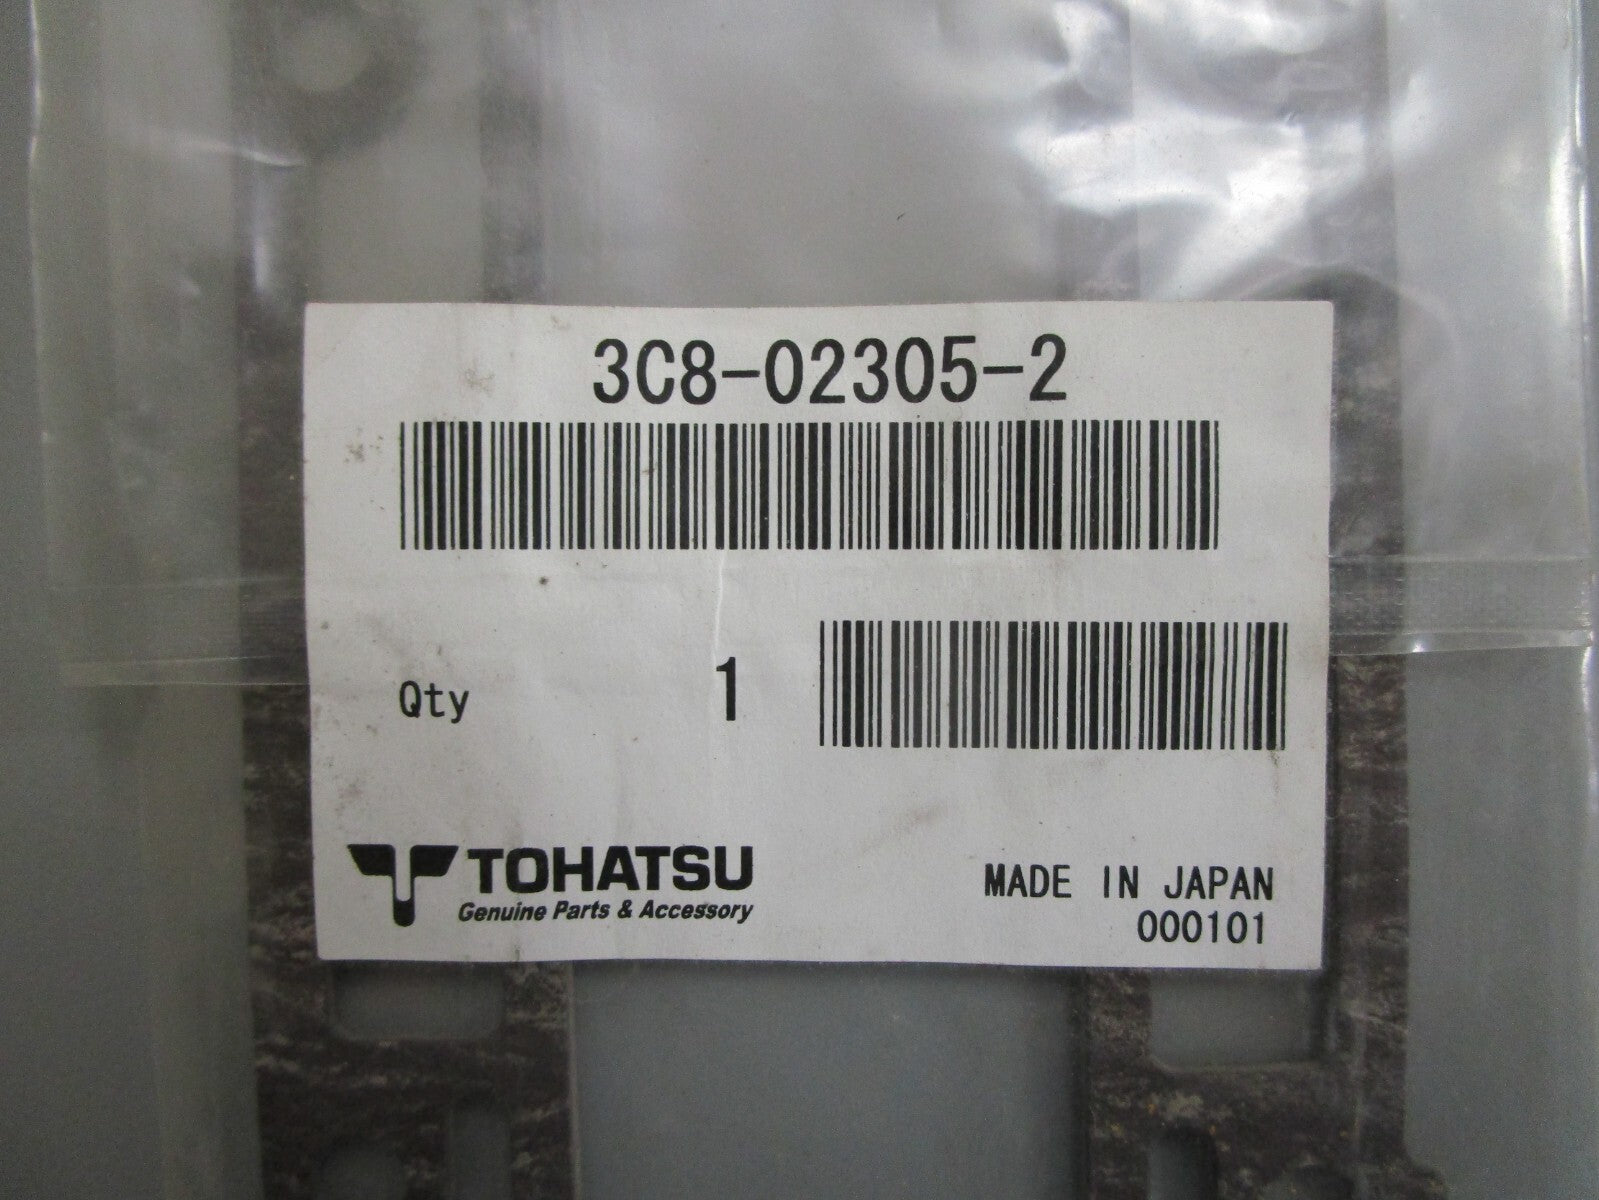 3C8-02305-2
Qty 1
TOHATSU
Genuine Parts & Accessory
MADE IN JAPAN
000101